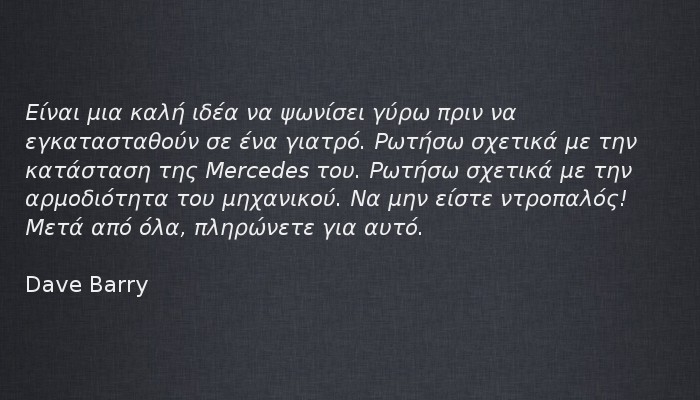 Είναι μια καλή ιδέα να ψωνίσει γύρω πριν να
εγκατασταθούν σε ένα γιατρό. Ρωτήσω σχετικά με την
κατάσταση της Mercedes του. Ρωτήσω σχετικά με την
αρμοδιότητα του μηχανικού. Να μην είστε ντροπαλός!
Μετά από όλα, πληρώνετε για αυτό.
Dave Barry